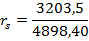 r_s = 3203,5 / 4898,40